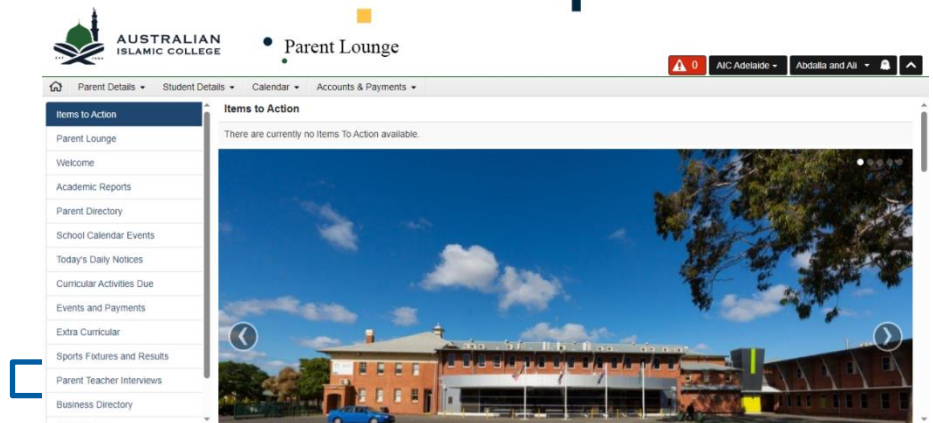 AUSTRALIAN
ISLAMIC COLLEGE
Parent Lounge
0 AIC Adelaide Abdalla and Ali
Parent Details Student Details Calendar Accounts & Payments
Items to Action
Parent Lounge
Welcome
Academic Reports
Parent Directory
School Calendar Events
Today's Daily Notices
Curricular Activities Due
Events and Payments
Extra Curricular
Sports Fixtures and Results
Parent Teacher Interviews
Business Directory
Items to Action
There are currently no Items To Action available.